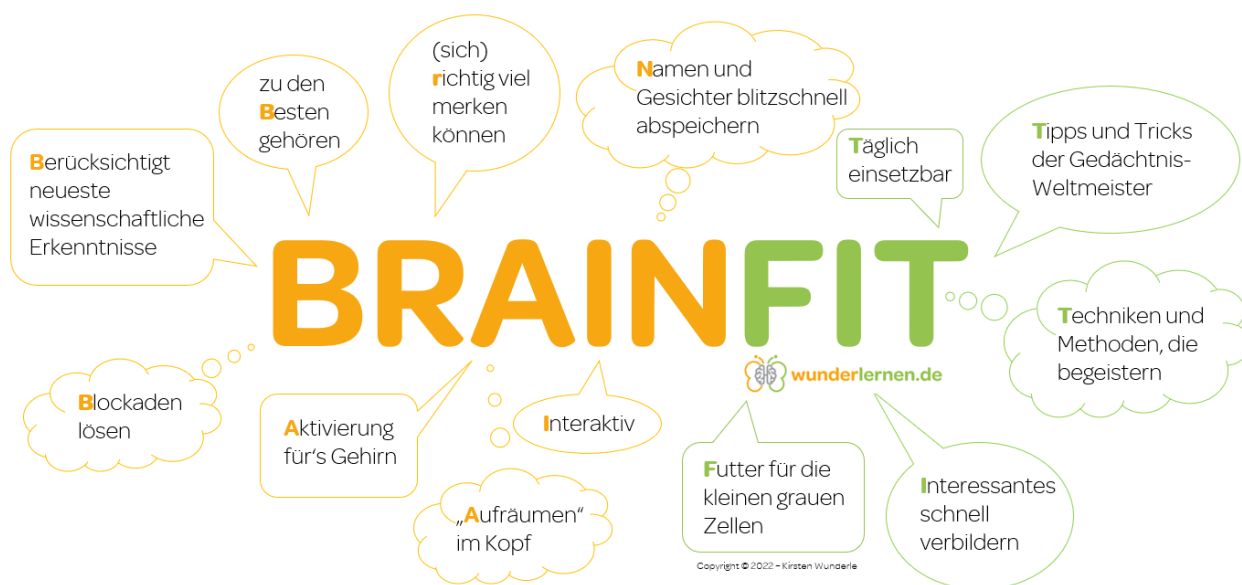 Berücksichtigt
neueste
wissenschaftliche
Erkenntnisse
zu den
Besten
gehören
(sich)
richtig viel
merken
können
Namen und
Gesichter blitzschnell
abspeichern
Täglich
einsetzbar
Tipps und Tricks
der Gedächtnis-
Weltmeister
BRAINFIT
wunderlernen.de
Techniken und
Methoden, die
begeistern
Blockaden
lösen
Aktivierung
für‘s Gehirn
„Aufräumen“
im Kopf
Interaktiv
Futter für die
kleinen grauen
Zellen
Interessantes
schnell
verbildern
Copyright © 2022 – Kirsten Wunderle